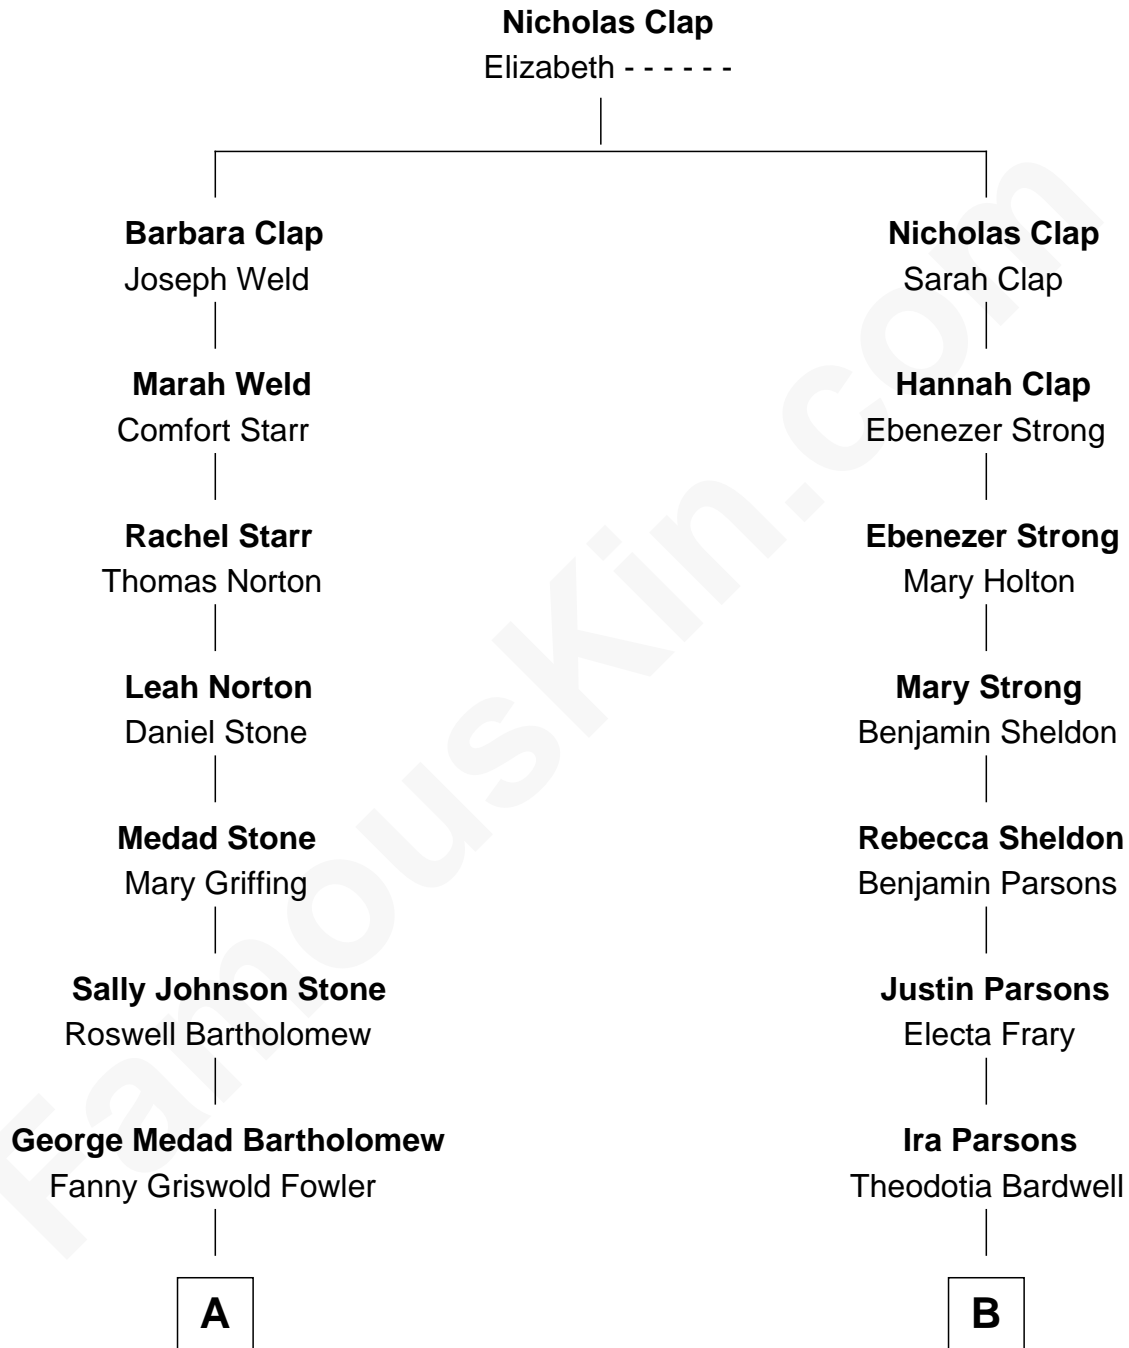 Nicholas Clap
Elizabeth - - - - - -
Barbara Clap
Joseph Weld
Marah Weld
Comfort Starr
Rachel Starr
Thomas Norton
Leah Norton
Daniel Stone
Medad Stone
Mary Griffing
Sally Johnson Stone
Roswell Bartholomew
George Medad Bartholomew
Fanny Griswold Fowler
A
Nicholas Clap
Sarah Clap
Hannah Clap
Ebenezer Strong
Ebenezer Strong
Mary Holton
Mary Strong
Benjamin Sheldon
Rebecca Sheldon
Benjamin Parsons
Justin Parsons
Electa Frary
Ira Parsons
Theodotia Bardwell
B
FamousKin.com